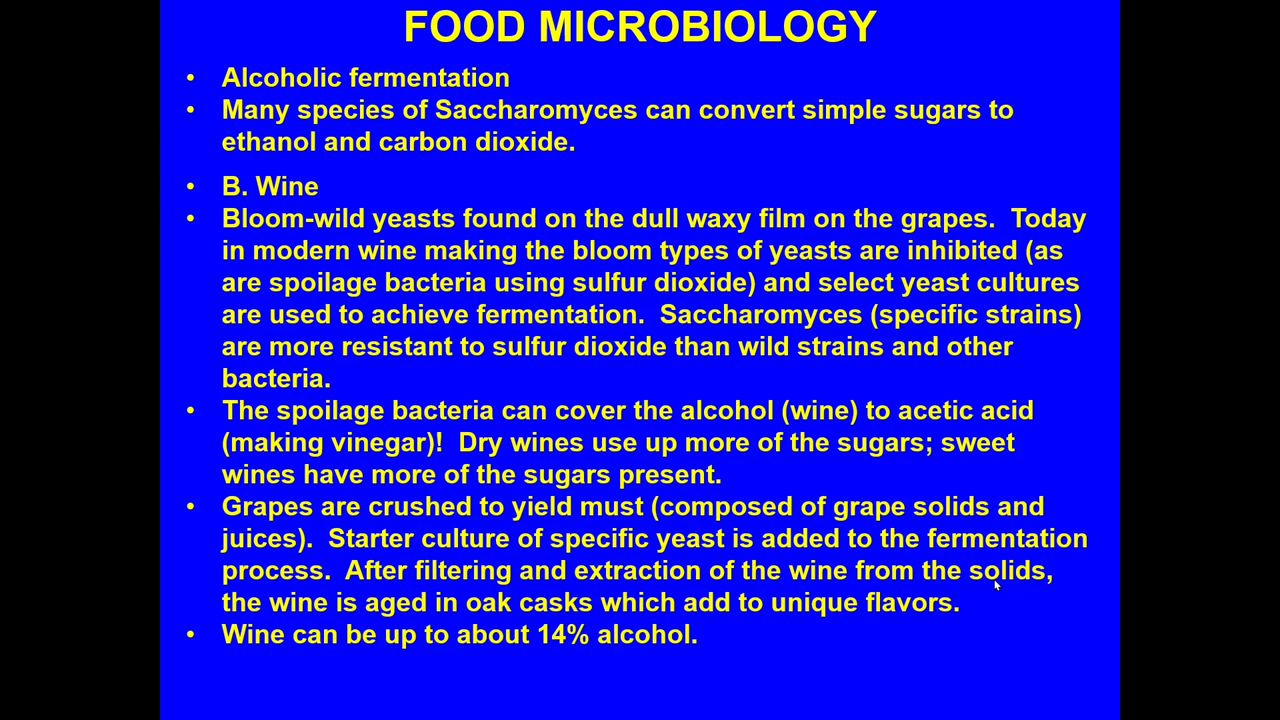 FOOD MICROBIOLOGY
• Alcoholic fermentation
• Many species of Saccharomyces can convert simple sugars to
ethanol and carbon dioxide.
• B. Wine
• Bloom-wild yeasts found on the dull waxy film on the grapes.  Today
in modern wine making the bloom types of yeasts are inhibited (as
are spoilage bacteria using sulfur dioxide) and select yeast cultures
are used to achieve fermentation.  Saccharomyces (specific strains)
are more resistant to sulfur dioxide than wild strains and other
bacteria.
• The spoilage bacteria can cover the alcohol (wine) to acetic acid
(making vinegar)!  Dry wines use up more of the sugars; sweet
wines have more of the sugars present.
• Grapes are crushed to yield must (composed of grape solids and
juices).  Starter culture of specific yeast is added to the fermentation
process.  After filtering and extraction of the wine from the solids,
the wine is aged in oak casks which add to unique flavors.
• Wine can be up to about 14% alcohol.